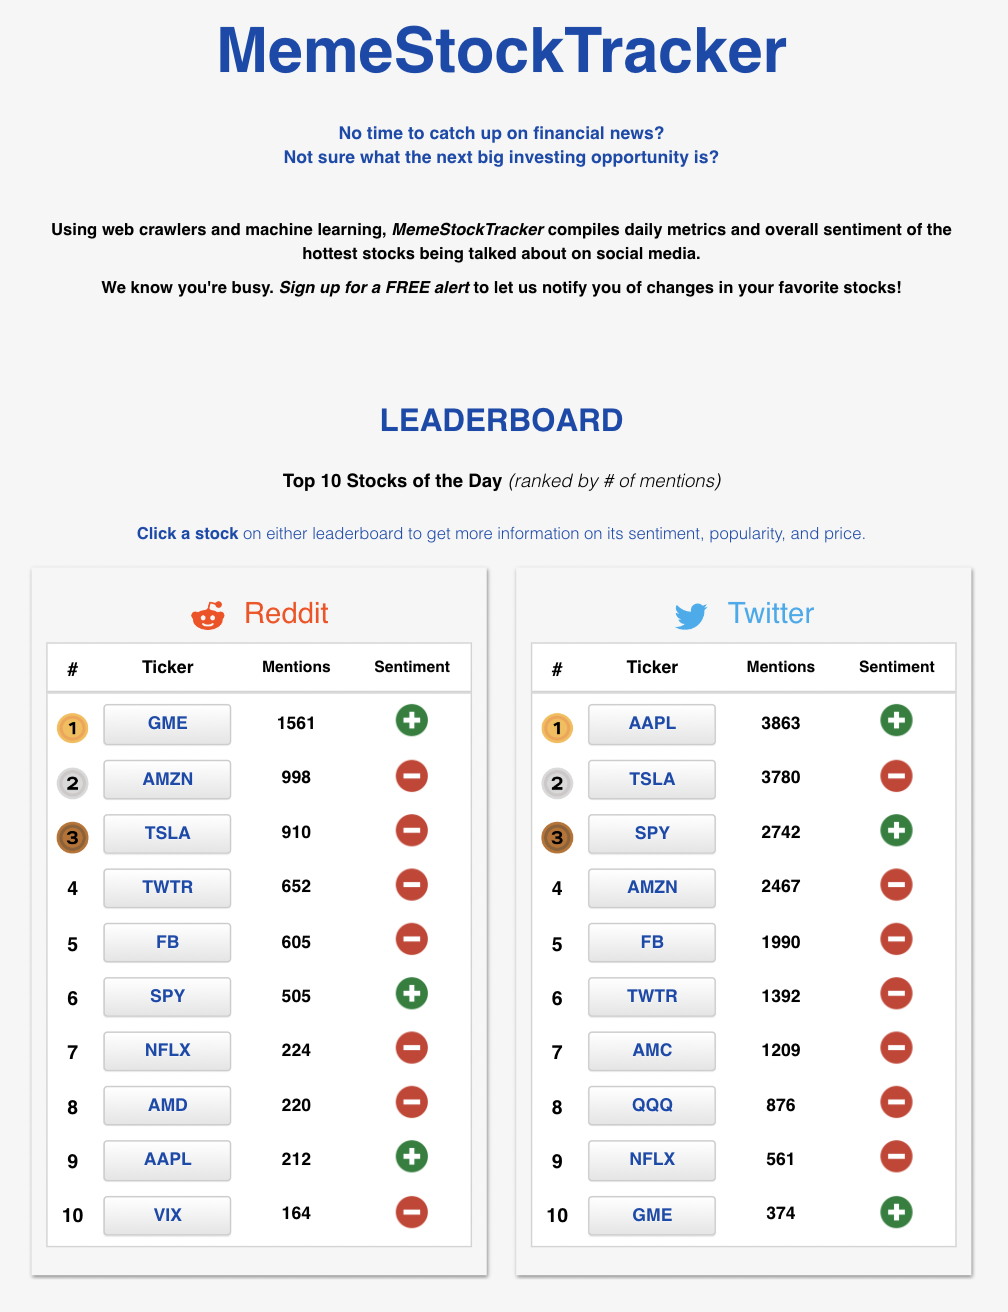 MemeStockTracker
No time to catch up on financial news?
Not sure what the next big investing opportunity is?
Using web crawlers and machine learning, MemeStockTracker compiles daily metrics and overall sentiment of the
hottest stocks being talked about on social media.
We know you're busy. Sign up for a FREE alert to let us notify you of changes in your favorite stocks!
LEADERBOARD
Top 10 Stocks of the Day (ranked by # of mentions)
Click a stock on either leaderboard to get more information on its sentiment, popularity, and price.
Reddit
# Ticker Mentions Sentiment
1 GME 1561
2 AMZN 998
3 TSLA 910
4 TWTR 652
5 FB 605
6 SPY 505
7 NFLX 224
8 AMD 220
9 AAPL 212
10 VIX 164
Twitter
# Ticker Mentions Sentiment
1 AAPL 3863
2 TSLA 3780
3 SPY 2742
4 AMZN 2467
5 FB 1990
6 TWTR 1392
7 AMC 1209
8 QQQ 876
9 NFLX 561
10 GME 374